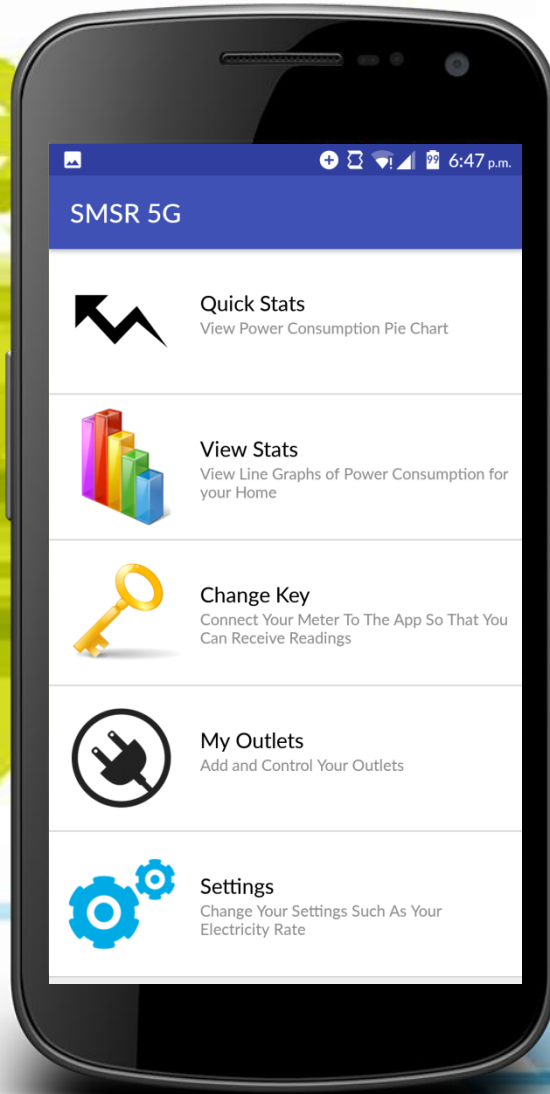 99 6:47 p.m.
SMSR 5G
Quick Stats
View Power Consumption Pie Chart
View Stats
View Line Graphs of Power Consumption for
your Home
Change Key
Connect Your Meter To The App So That You
Can Receive Readings
My Outlets
Add and Control Your Outlets
Settings
Change Your Settings Such As Your
Electricity Rate